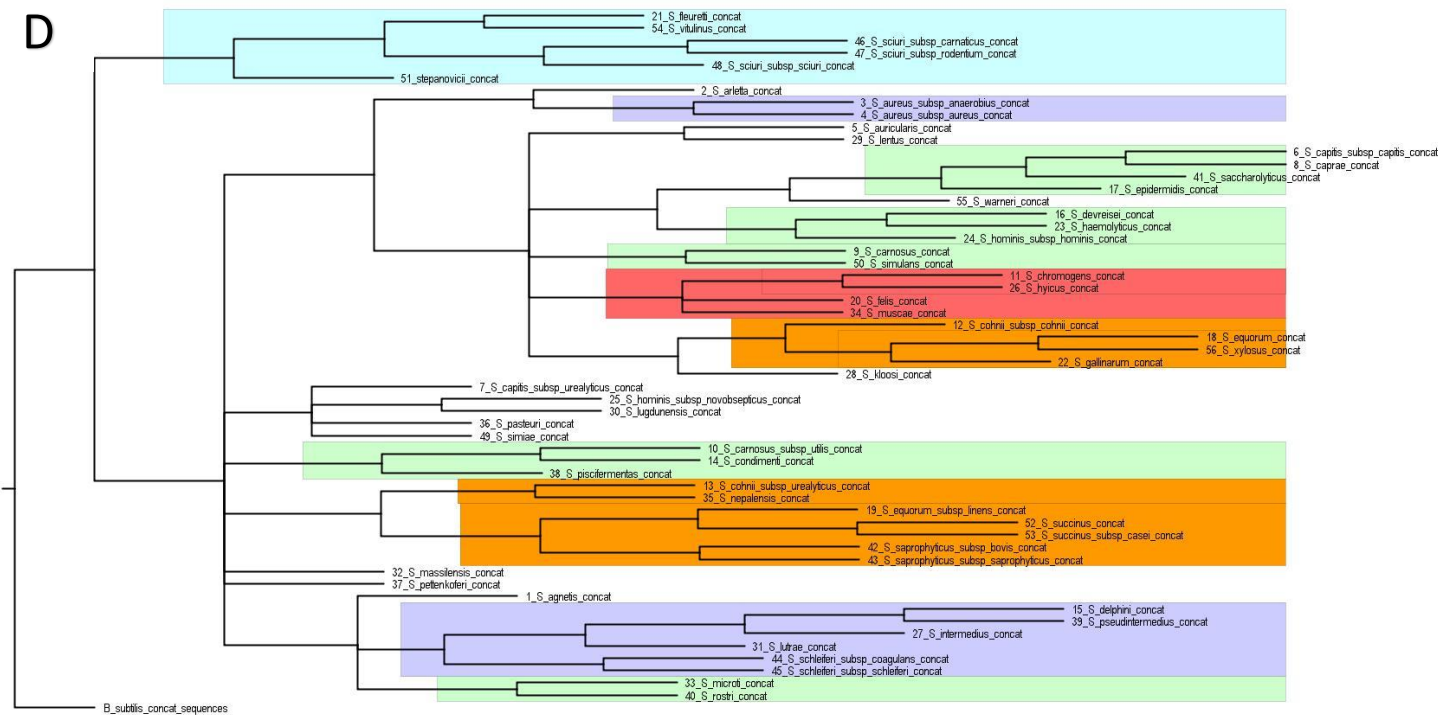 D
21_S_fleuretti_concat
54_S_vitulinus_concat
46_S_sciuri_subsp_carnaticus_concat
47_S_sciuri_subsp_rodentium_concat
48_S_sciuri_subsp_sciuri_concat
51_stepanovicii_concat
2_S_arletta_concat
3_S_aureus_subsp_anaerobius_concat
4_S_aureus_subsp_aureus_concat
5_S_auricularis_concat
29_S_lentus_concat
6_S_capitis_subsp_capitis_concat
8_S_caprae_concat
41_S_saccharolyticus_concat
17_S_epidermidis_concat
55_S_warneri_concat
16_S_devreisei_concat
23_S_haemolyticus_concat
24_S_hominis_subsp_hominis_concat
9_S_carnosus_concat
50_S_simulans_concat
11_S_chromogens_concat
26_S_hyicus_concat
20_S_felis_concat
34_S_muscae_concat
12_S_cohnii_subsp_cohnii_concat
18_S_equorum_concat
56_S_xylosus_concat
22_S_gallinarum_concat
28_S_kloosi_concat
7_S_capitis_subsp_urealyticus_concat
25_S_hominis_subsp_novobsepticus_concat
30_S_lugdunensis_concat
36_S_pasteuri_concat
49_S_simiae_concat
10_S_carnosus_subsp_utilis_concat
14_S_condimenti_concat
38_S_piscifermentas_concat
13_S_cohnii_subsp_urealyticus_concat
35_S_nepalensis_concat
19_S_equorum_subsp_linens_concat
52_S_succinus_concat
53_S_succinus_subsp_casei_concat
42_S_saprophyticus_subsp_bovis_concat
43_S_saprophyticus_subsp_saprophyticus_concat
32_S_massilensis_concat
37_S_pettenkoferi_concat
1_S_agnetis_concat
15_S_delphini_concat
39_S_pseudintermedius_concat
27_S_intermedius_concat
31_S_lutrae_concat
44_S_schleiferi_subsp_coagulans_concat
45_S_schleiferi_subsp_schleiferi_concat
33_S_microti_concat
40_S_rostri_concat
B_subtilis_concat_sequences